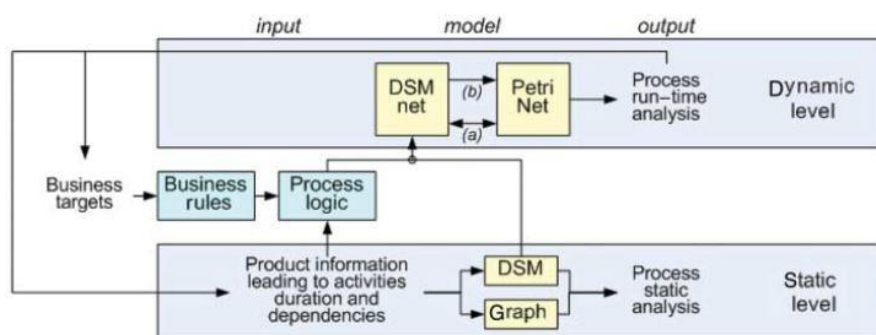 input model output
DSM
net
(b)
(a)
Petri
Net
Process
run-time
analysis
Dynamic
level
Business
targets
Business
rules
Process
logic
Product information
leading to activities
duration and
dependencies
DSM
Graph
Process
static
analysis
Static
level